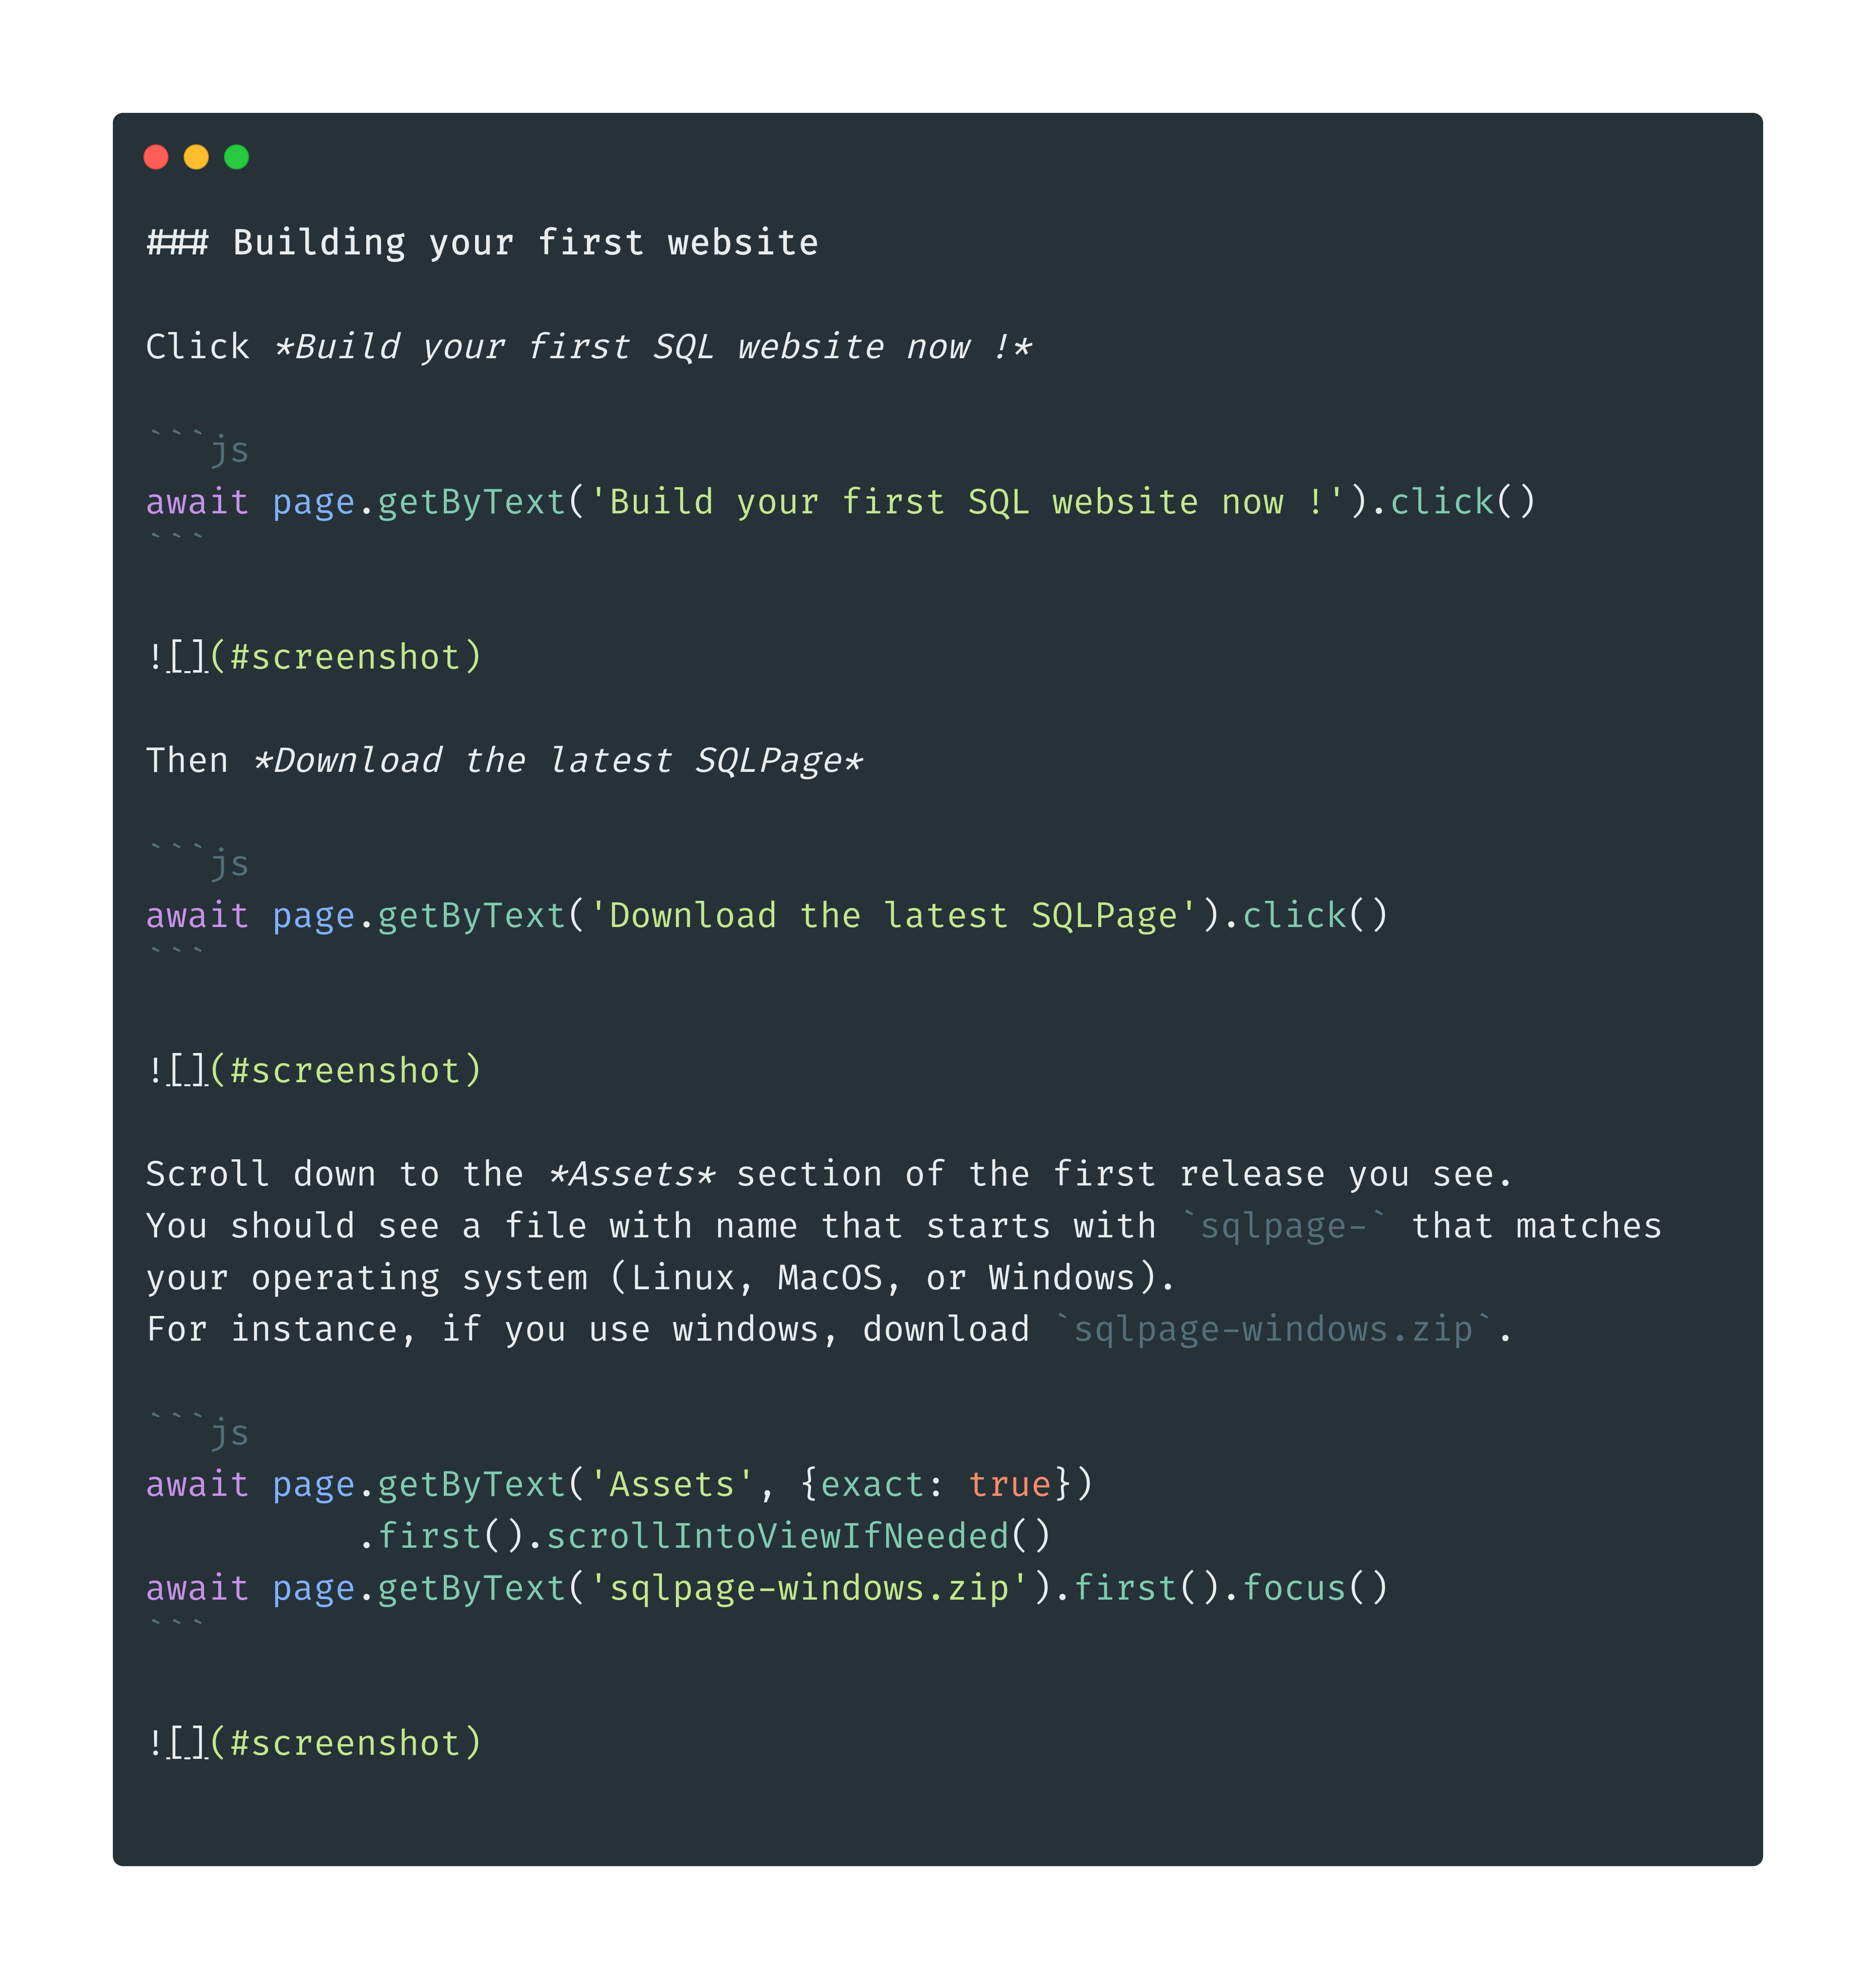 ### Building your first website

Click *Build your first SQL website now !*

```js
await page.getByText('Build your first SQL website now !').click()
```

![](#screenshot)

Then *Download the latest SQLPage*

```js
await page.getByText('Download the latest SQLPage').click()
```

![](#screenshot)

Scroll down to the *Assets* section of the first release you see.
You should see a file with name that starts with `sqlpage-` that matches
your operating system (Linux, MacOS, or Windows).
For instance, if you use windows, download `sqlpage-windows.zip`.

```js
await page.getByText('Assets', {exact: true})
          .first().scrollIntoViewIfNeeded()
await page.getByText('sqlpage-windows.zip').first().focus()
```

![](#screenshot)